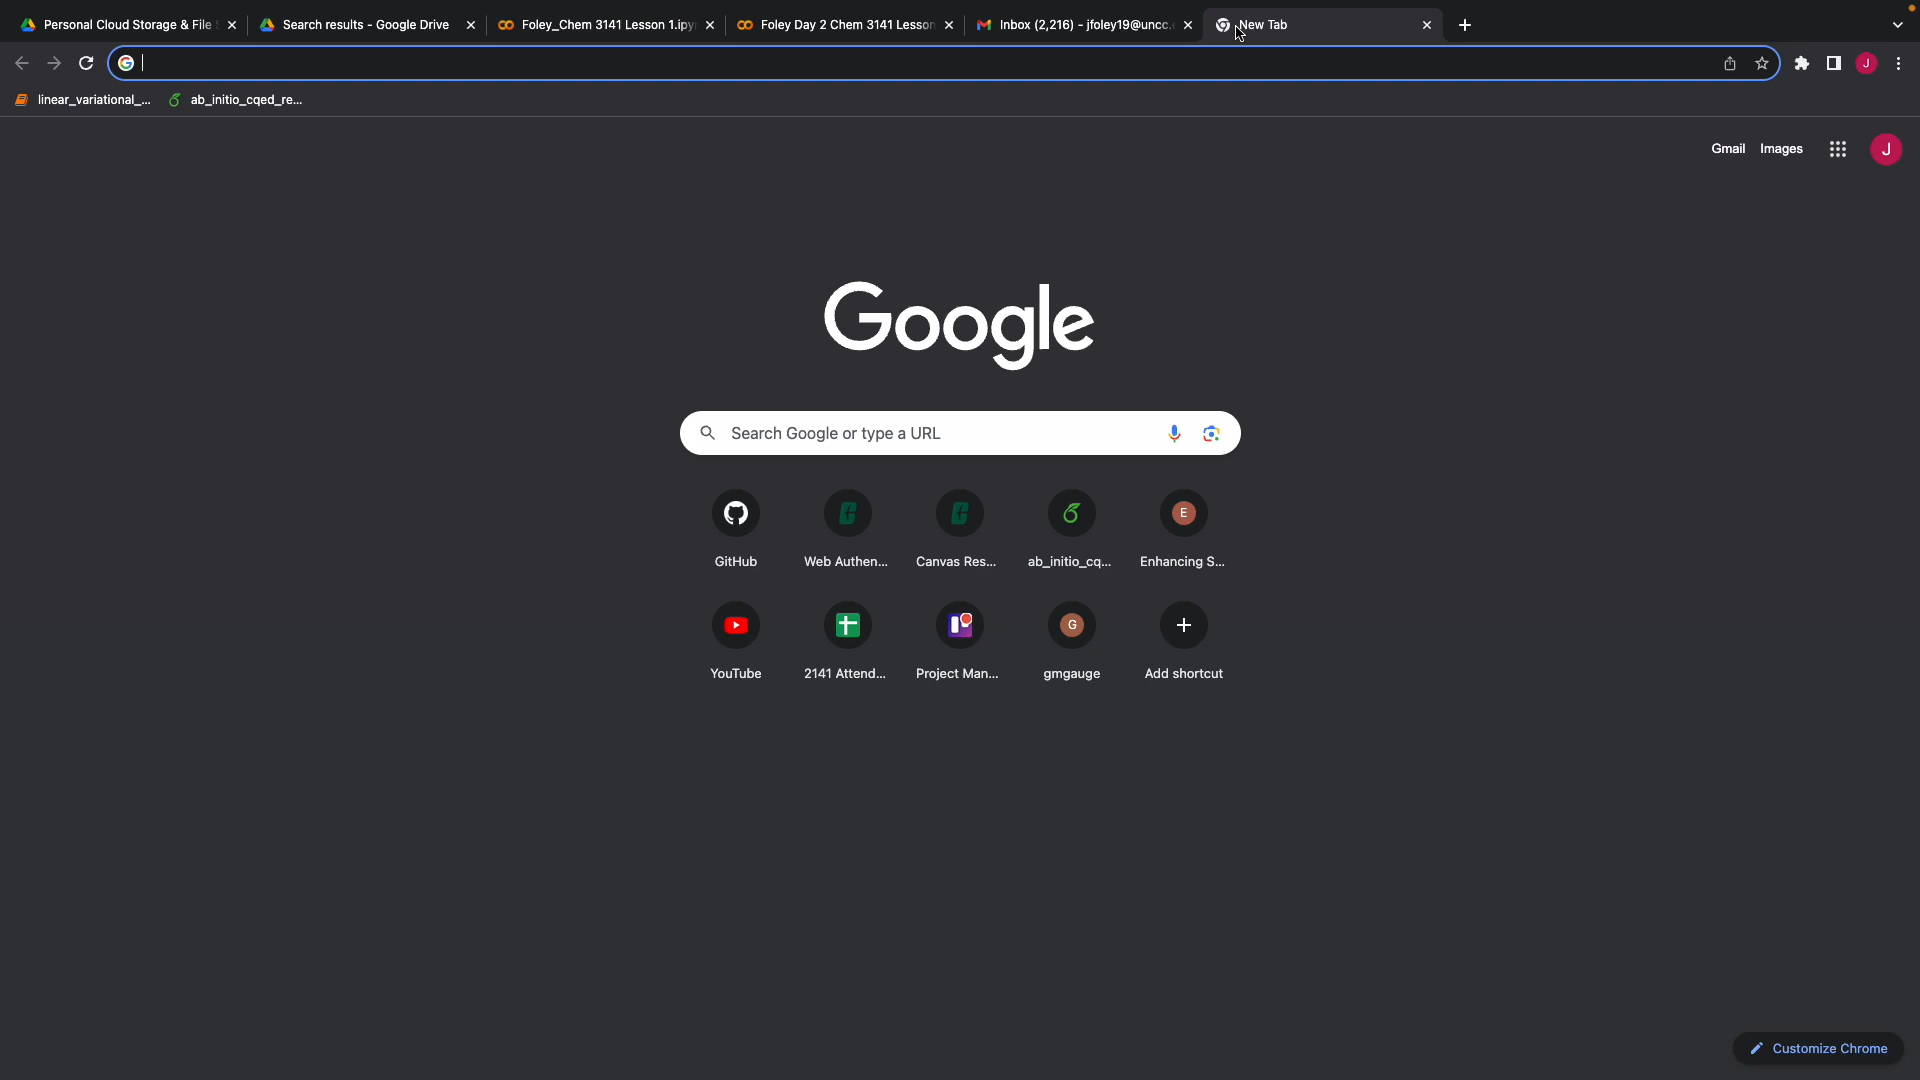 Personal Cloud Storage & File S
Search results - Google Drive
Foley_Chem 3141 Lesson 1.ipyn
Foley Day 2 Chem 3141 Lesson
Inbox (2,216) - jfoley19@uncc.
New Tab
J
linear_variational_...
ab_initio_cqed_re...
Gmail
Images
J
Google
Search Google or type a URL
GitHub
Web Authen...
Canvas Res...
ab_initio_cq...
E
Enhancing S...
YouTube
2141 Attend...
Project Man...
G
gmgauge
Add shortcut
Customize Chrome